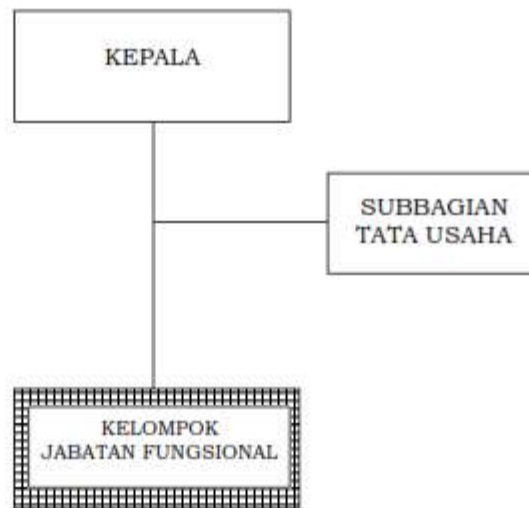 KEPALA
SUBBAGIAN
TATA USAHA
KELOMPOK
JABATAN FUNGSIONAL